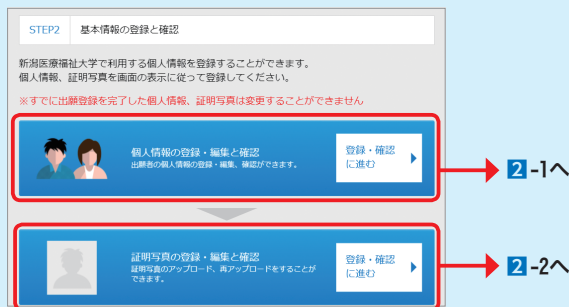 STEP2 基本情報の登録と確認
新潟医療福祉大学で利用する個人情報を登録することができます。
個人情報、証明写真を画面の表示に従って登録してください。
※すでに出願登録を完了した個人情報、証明写真は変更することができません
個人情報の登録・編集と確認
出願者の個人情報の登録・編集、確認ができます。
登録・確認
に進む
2-1へ
証明写真の登録・編集と確認
証明写真のアップロード、再アップロードをすることが
できます。
登録・確認
に進む
2-2へ